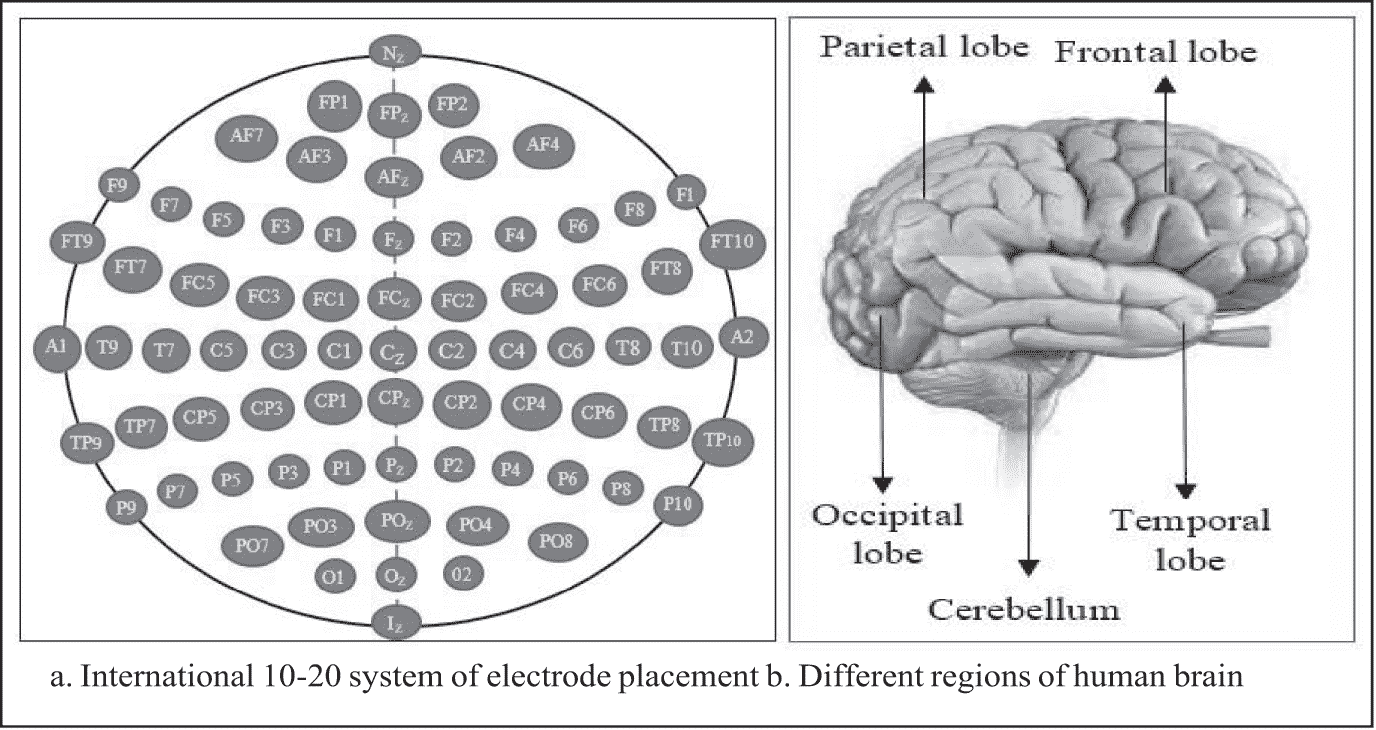 Nz
FP1 FPz FP2
AF7 AF3 AFz AF2 AF4
F9 F7 F5 F3 F1 Fz F2 F4 F6 F8 F1
FT9 FT7 FC5 FC3 FC1 FCz FC2 FC4 FC6 FT8 FT10
A1 T9 T7 C5 C3 C1 Cz C2 C4 C6 T8 T10 A2
TP9 TP7 CP5 CP3 CP1 CPz CP2 CP4 CP6 TP8 TP10
P9 P7 P5 P3 P1 Pz P2 P4 P6 P8 P10
PO7 PO3 POz PO4 PO8
O1 Oz 02
Iz
Parietal lobe Frontal lobe
Occipital
lobe
Temporal
lobe
Cerebellum
a. International 10-20 system of electrode placement b. Different regions of human brain